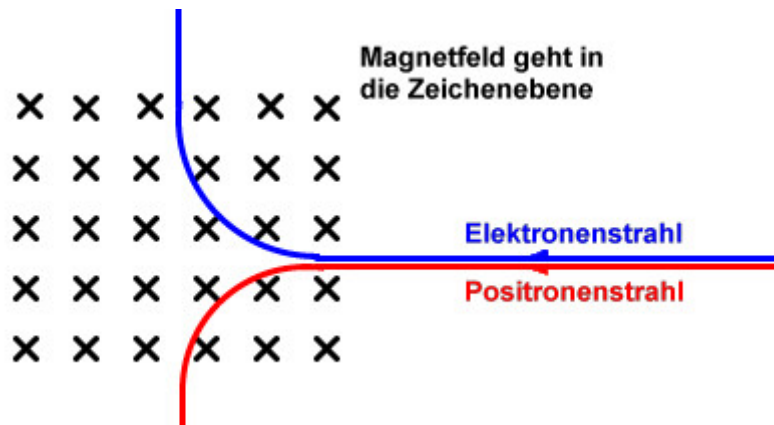 Magnetfeld geht in
die Zeichenebene
Elektronenstrahl
Positronenstrahl